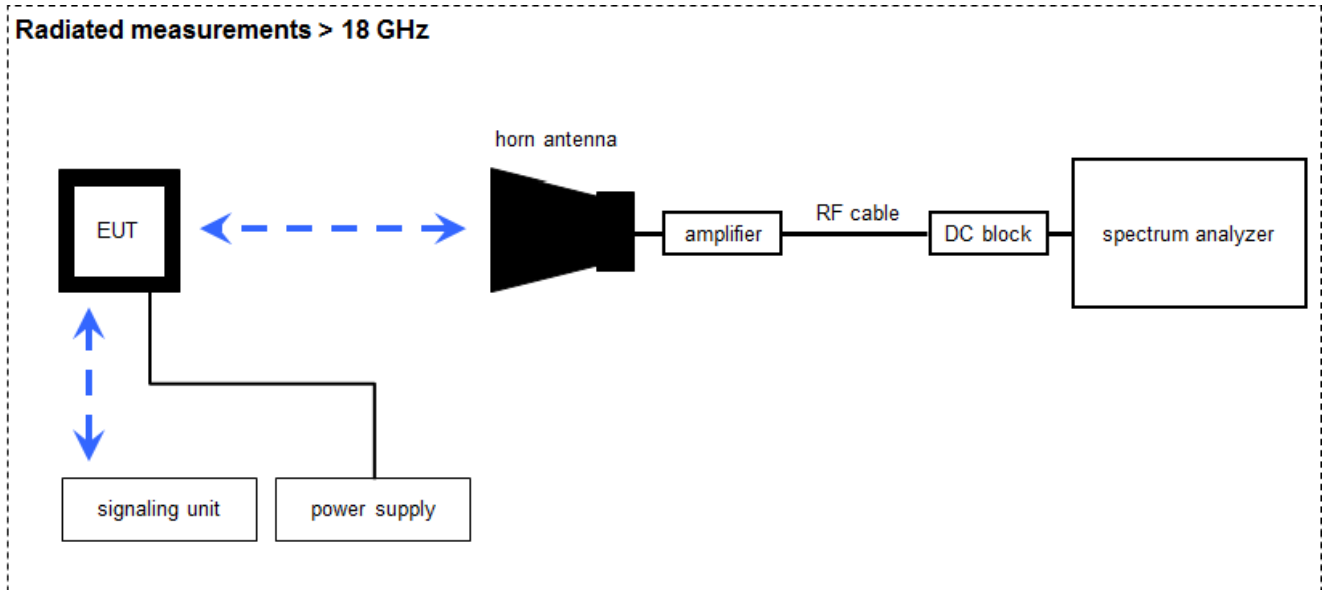 Radiated measurements > 18 GHz
horn antenna
EUT
amplifier
RF cable
DC block
spectrum analyzer
signaling unit
power supply